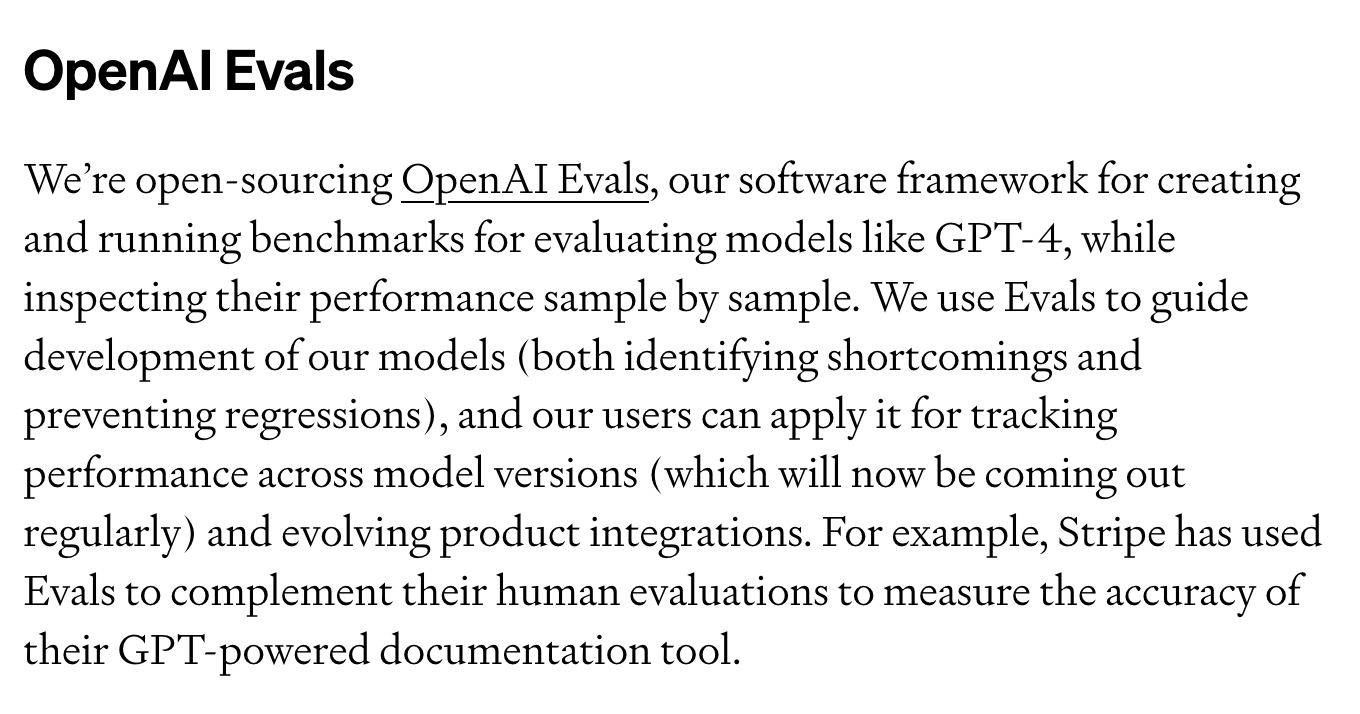 OpenAI Evals
We’re open-sourcing OpenAI Evals, our software framework for creating
and running benchmarks for evaluating models like GPT-4, while
inspecting their performance sample by sample. We use Evals to guide
development of our models (both identifying shortcomings and
preventing regressions), and our users can apply it for tracking
performance across model versions (which will now be coming out
regularly) and evolving product integrations. For example, Stripe has used
Evals to complement their human evaluations to measure the accuracy of
their GPT-powered documentation tool.